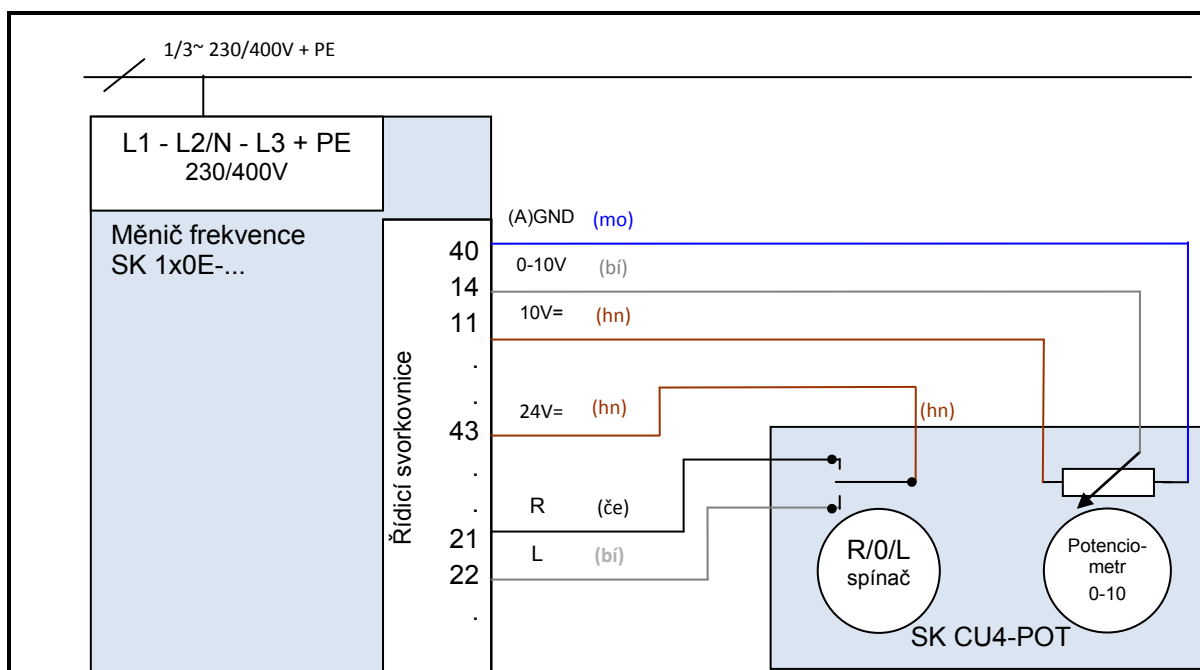 1/3~ 230/400V + PE
L1 - L2/N - L3 + PE
230/400V
Měnič frekvence
SK 1x0E-...
Řídicí svorkovnice
(A)GND (mo)
40
0-10V (bí)
14
10V= (hn)
11
.
.
24V= (hn) (hn)
43
.
.
R (če)
21
L (bí)
22
.
R/0/L
spínač
Potencio-
metr
0-10
SK CU4-POT